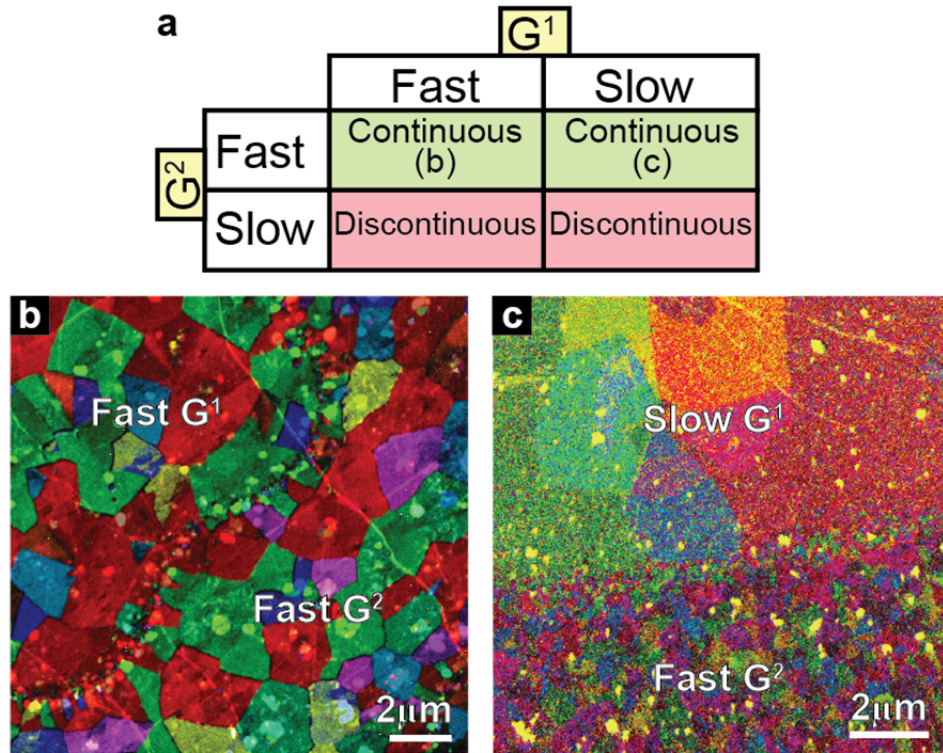 a
G¹
Fast Slow
Continuous (b) Continuous (c)
G²
Fast
Slow Discontinuous Discontinuous
b
Fast G¹
Fast G²
2μm
c
Slow G¹
Fast G²
2μm